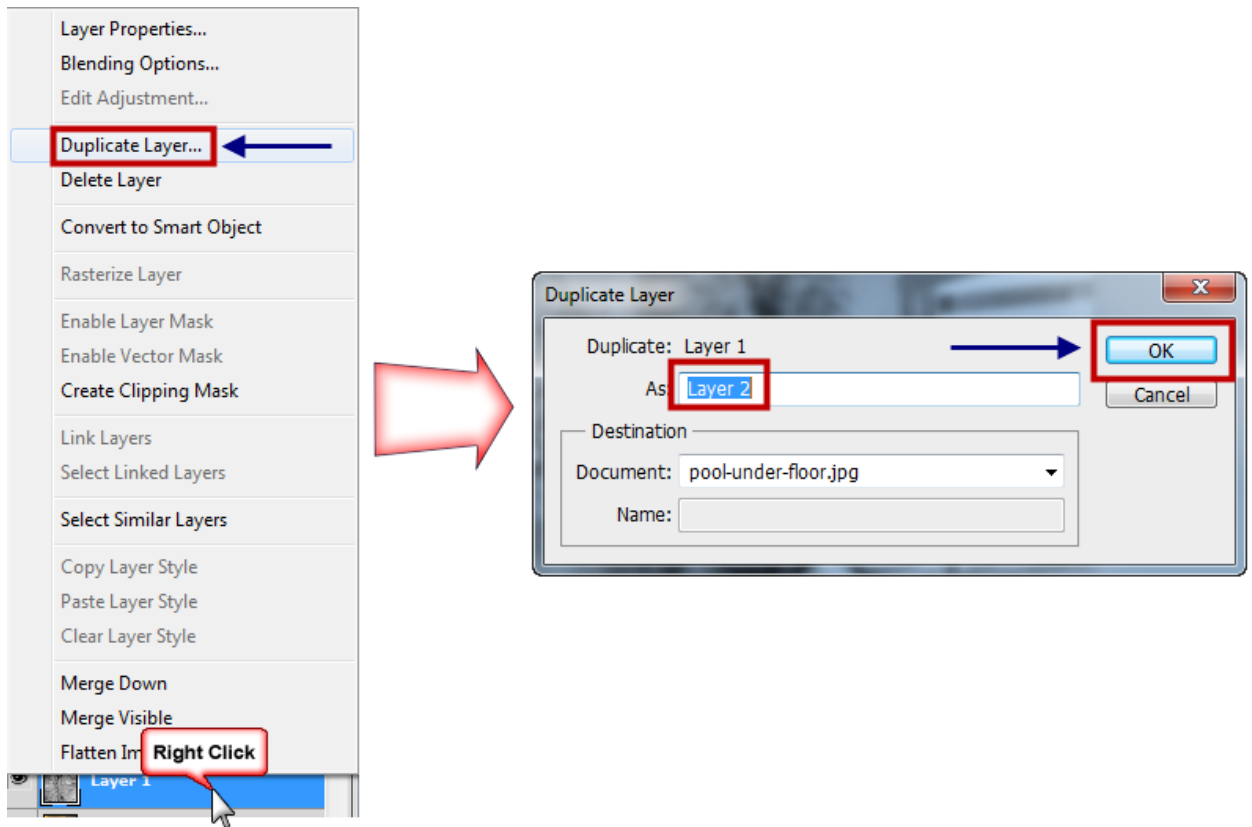 Layer Properties...
Blending Options...
Edit Adjustment...
Duplicate Layer...
Delete Layer
Convert to Smart Object
Rasterize Layer
Enable Layer Mask
Enable Vector Mask
Create Clipping Mask
Link Layers
Select Linked Layers
Select Similar Layers
Copy Layer Style
Paste Layer Style
Clear Layer Style
Merge Down
Merge Visible
Flatten Im
Right Click
Layer 1
Duplicate Layer
X
Duplicate: Layer 1
OK
As: Layer 2
Cancel
Destination
Document: pool-under-floor.jpg
Name: